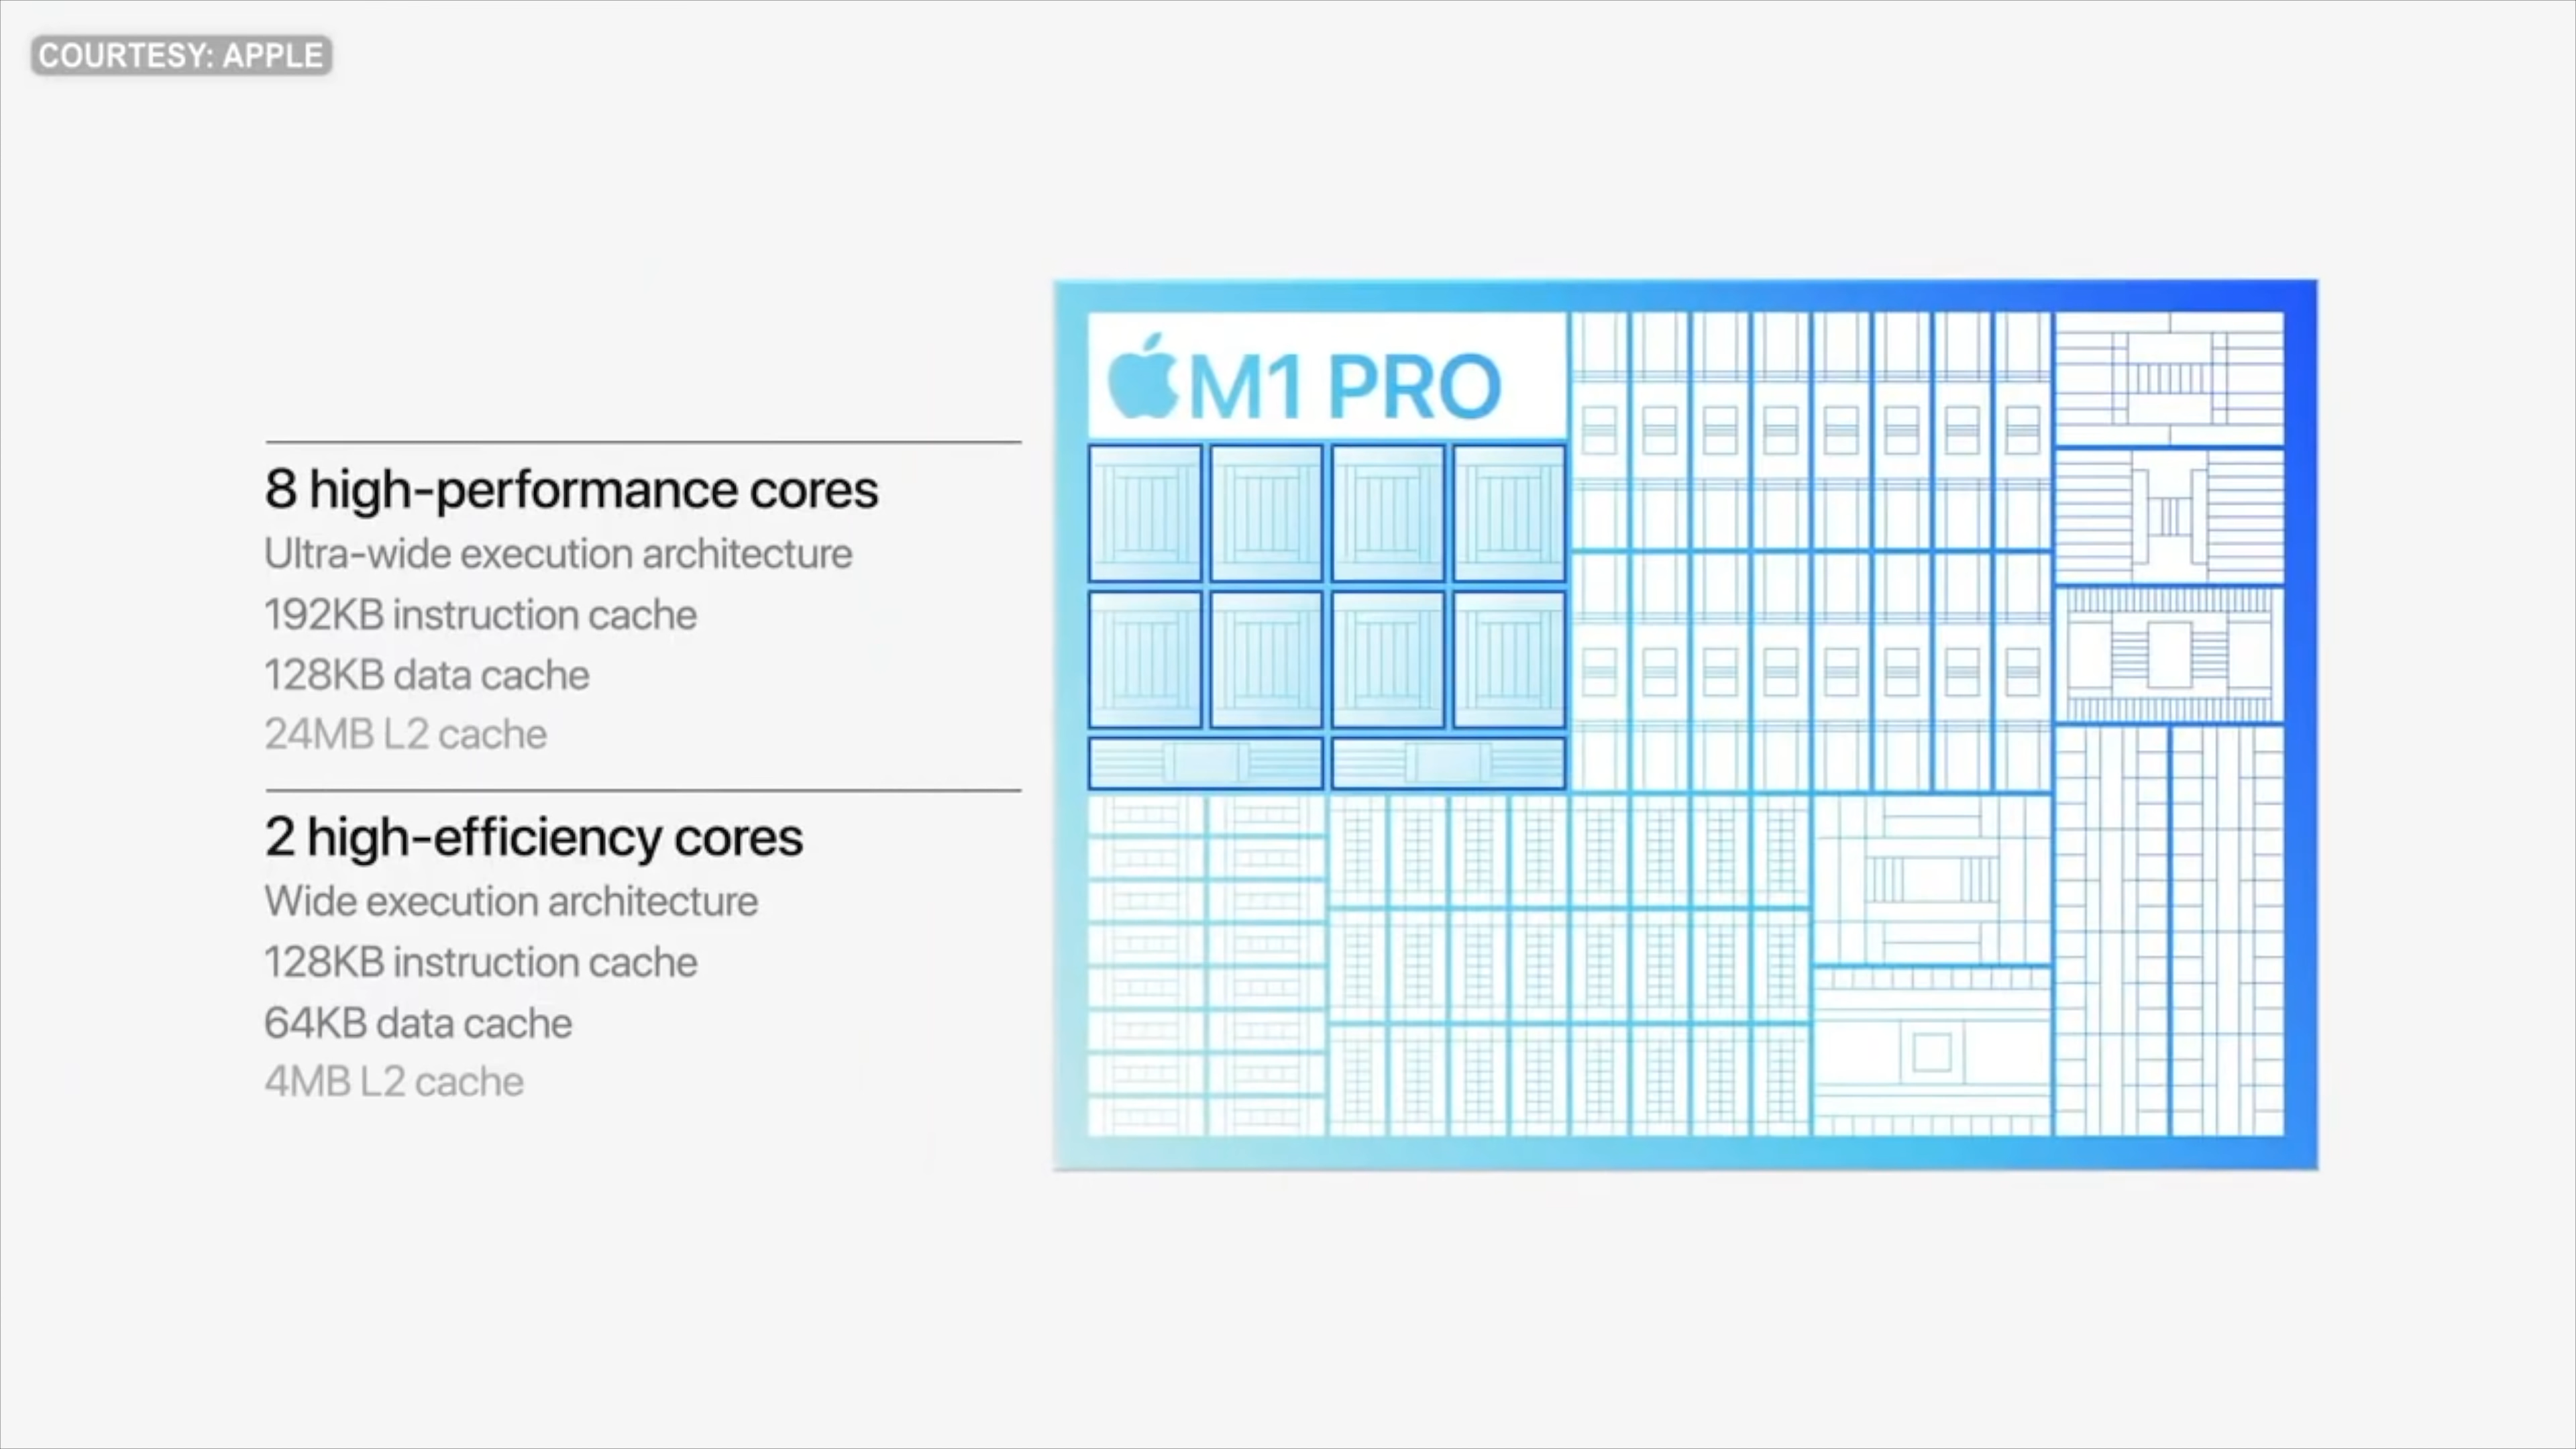 COURTESY: APPLE
M1 PRO
8 high-performance cores
Ultra-wide execution architecture
192KB instruction cache
128KB data cache
24MB L2 cache
2 high-efficiency cores
Wide execution architecture
128KB instruction cache
64KB data cache
4MB L2 cache